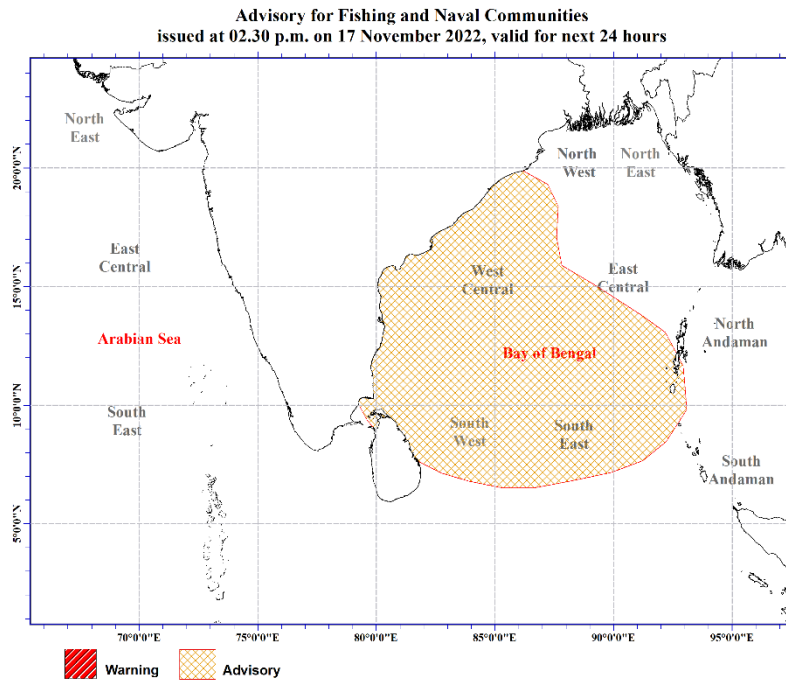 Advisory for Fishing and Naval Communities
issued at 02.30 p.m. on 17 November 2022, valid for next 24 hours
North
East
North
West
North
East
20°0'0"N
East
Central
West
Central
East
Central
15°0'0"N
Arabian Sea
Bay of Bengal
North
Andaman
10°0'0"N
South
East
South
West
South
East
South
Andaman
5°0'0"N
70°0'0"E
75°0'0"E
80°0'0"E
85°0'0"E
90°0'0"E
95°0'0"E
Warning
Advisory